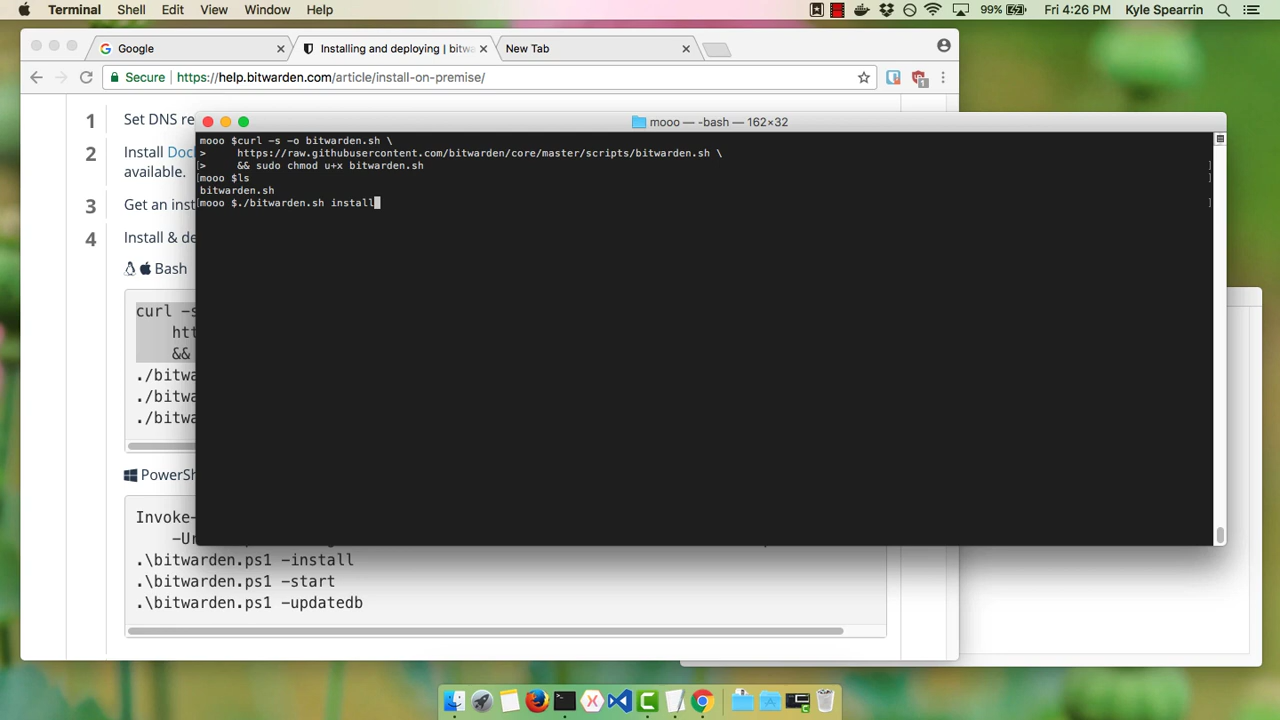 Terminal Shell Edit View Window Help 99% Fri 4:26 PM Kyle Spearrin
Google Installing and deploying | bitwa New Tab
Secure https://help.bitwarden.com/article/install-on-premise/
1 Set DNS re
2 Install Doc
available.
3 Get an inst
4 Install & de
Bash
curl -s
htt
&&
./bitwa
./bitwa
./bitwa
PowerSh
Invoke-
-Ur
.\bitwarden.ps1 -install
.\bitwarden.ps1 -start
.\bitwarden.ps1 -updatedb
mooo — -bash — 162×32
mooo $curl -s -o bitwarden.sh \
> https://raw.githubusercontent.com/bitwarden/core/master/scripts/bitwarden.sh \
[> && sudo chmod u+x bitwarden.sh ]
[mooo $ls ]
bitwarden.sh
[mooo $./bitwarden.sh install ]
1